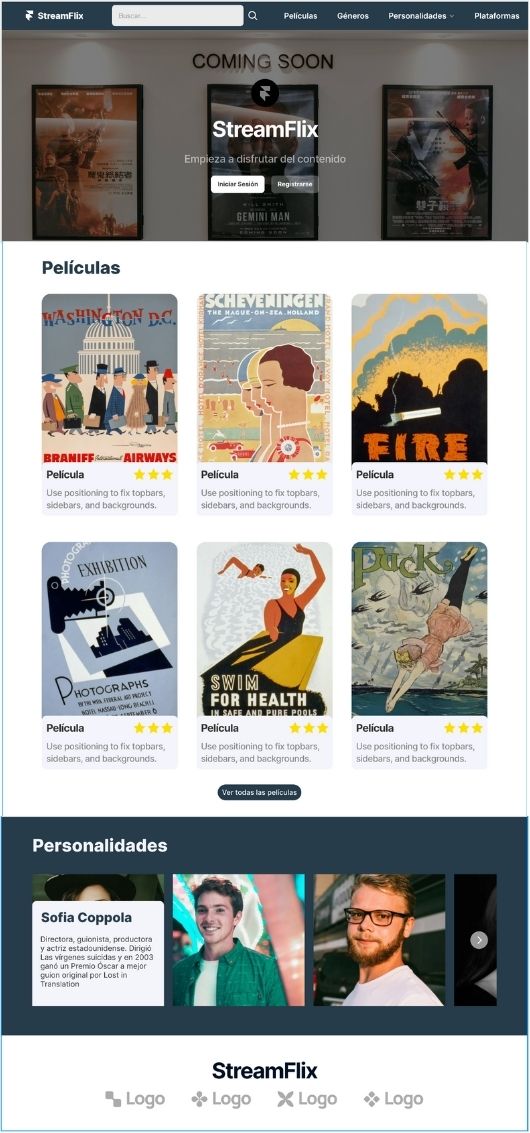 StreamFlix
Buscar...
Películas
Géneros
Personalidades
Plataformas
COMING SOON
StreamFlix
Empieza a disfrutar del contenido
Iniciar Sesión
Registrarse
WILL SMITH
GEMINI MAN
Películas
WASHINGTON D.C.
BRANIFF International AIRWAYS
SCHEVENINGEN
THE HAGUE-ON-SEA.HOLLAND
FIRE
Película
Use positioning to fix topbars,
sidebars, and backgrounds.
Película
Use positioning to fix topbars,
sidebars, and backgrounds.
Película
Use positioning to fix topbars,
sidebars, and backgrounds.
PHOTOGRA
EXHIBITION
PHOTOGRAPHS
SWIM
FOR HEALTH
IN SAFE AND PURE POOLS
Puck
Película
Use positioning to fix topbars,
sidebars, and backgrounds.
Película
Use positioning to fix topbars,
sidebars, and backgrounds.
Película
Use positioning to fix topbars,
sidebars, and backgrounds.
Ver todas las películas
Personalidades
Sofia Coppola
Directora, guionista, productora
y actriz estadounidense. Dirigió
Las vírgenes suicidas y en 2003
ganó un Premio Óscar a mejor
guion original por Lost in
Translation
StreamFlix
Logo
Logo
Logo
Logo